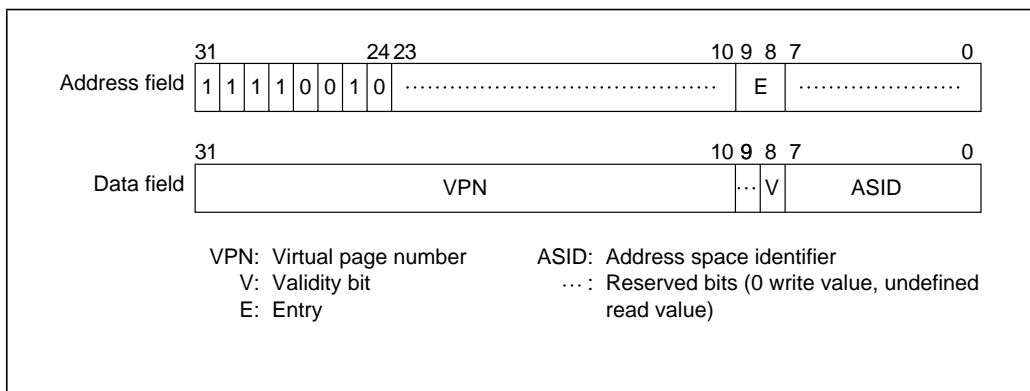 31 24 23 10 9 8 7 0
Address field 1 1 1 1 0 0 1 0 ................................................ E ......................
31 10 9 8 7 0
Data field VPN ... V ASID
VPN: Virtual page number ASID: Address space identifier
V: Validity bit ... : Reserved bits (0 write value, undefined
E: Entry read value)